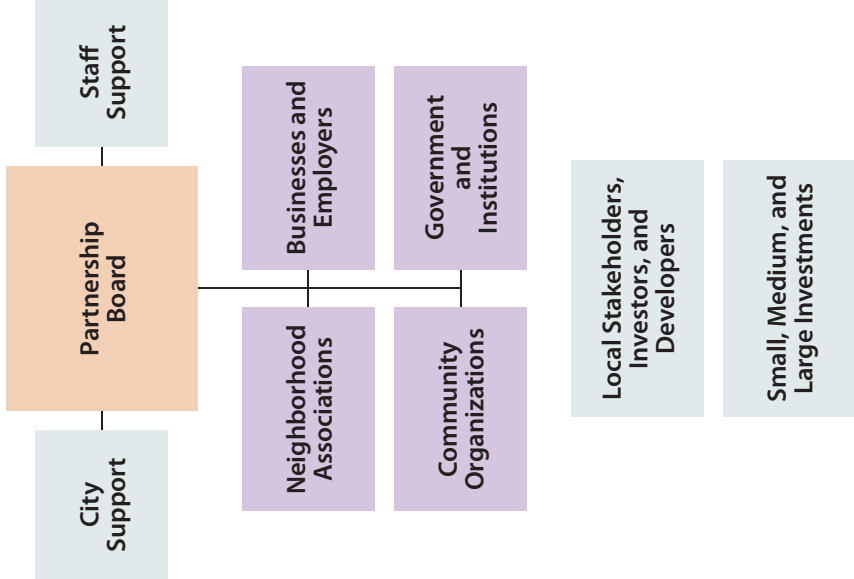 City
Support
Partnership
Board
Staff
Support
Neighborhood
Associations
Businesses and
Employers
Community
Organizations
Government
and
Institutions
Local Stakeholders,
Investors, and
Developers
Small, Medium, and
Large Investments